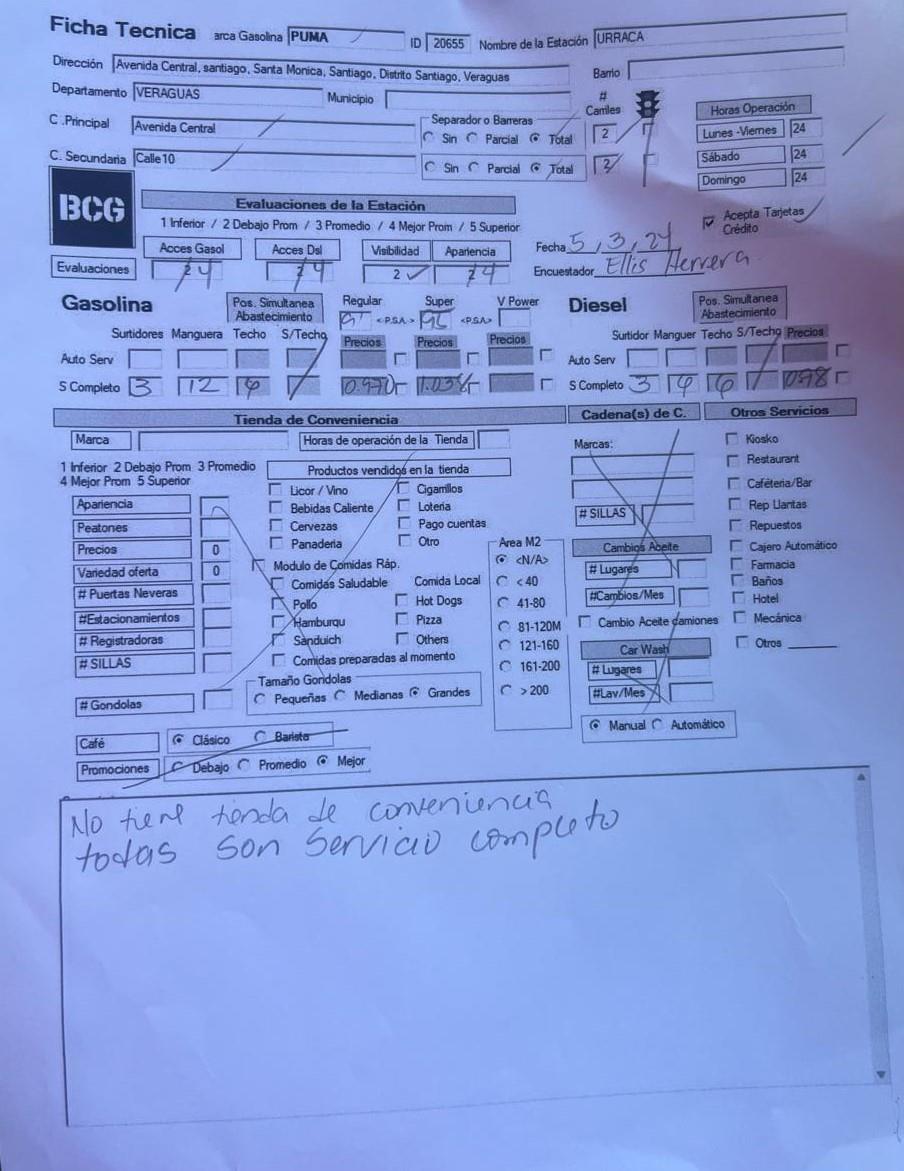 Ficha Tecnica arca Gasolina PUMA ID 20655 Nombre de la Estación URRACA
Dirección Avenida Central, santiago, Santa Monica, Santiago, Distrito Santiago, Veraguas Barrio
Departamento VERAGUAS Municipio # Carriles Horas Operación
C .Principal Avenida Central Separador o Barreras Sin Parcial Total 2 Lunes -Viernes 24
C. Secundaria Calle 10 Sin Parcial Total Sábado 24
Domingo 24
BCG
Evaluaciones de la Estación
1 Inferior / 2 Debajo Prom / 3 Promedio / 4 Mejor Prom / 5 Superior
Acepta Tarjetas Crédito
Acces Gasol Acces Dsl Visibilidad Apariencia Fecha 5, 3, 24
Evaluaciones 4 4 2 4 Encuestador Ellis Herrera
Gasolina Pos. Simultanea Abastecimiento Regular Super V Power Diesel Pos. Simultanea Abastecimiento
91 <P.S.A.> 95 <P.S.A>
Surtidores Manguera Techo S/Techo Precios Precios Precios Surtidor Manguer Techo S/Techo Precios
Auto Serv Auto Serv
S Completo 3 12 6 0.970 S Completo 3 6
Tienda de Conveniencia Cadena(s) de C. Otros Servicios
Marca Horas de operación de la Tienda Marcas: Kiosko
1 Inferior 2 Debajo Prom 3 Promedio Productos vendidos en la tienda Restaurant
4 Mejor Prom 5 Superior Licor / Vino Cigarrillos Caféteria/Bar
Apariencia Bebidas Caliente Loteria # SILLAS Rep Llantas
Peatones Cervezas Pago cuentas Repuestos
Precios 0 Panaderia Otro Area M2 Cambios Aceite Cajero Automático
Variedad oferta 0 Modulo de Comidas Ráp. <N/A> # Lugares Farmacia
# Puertas Neveras Comidas Saludable Comida Local < 40 #Cambios/Mes Baños
Pollo Hot Dogs 41-80 Hotel
#Estacionamientos Hamburqu Pizza 81-120M Cambio Aceite camiones Mecánica
# Registradoras Sánduich Others 121-160 Car Wash Otros
# SILLAS Comidas preparadas al momento 161-200 # Lugares
Tamaño Gondolas > 200 #Lav/Mes
# Gondolas Pequeñas Medianas Grandes
Manual Automático
Café Clásico Barista
Promociones Debajo Promedio Mejor
No tiene tienda de conveniencia
todas son servicio completo